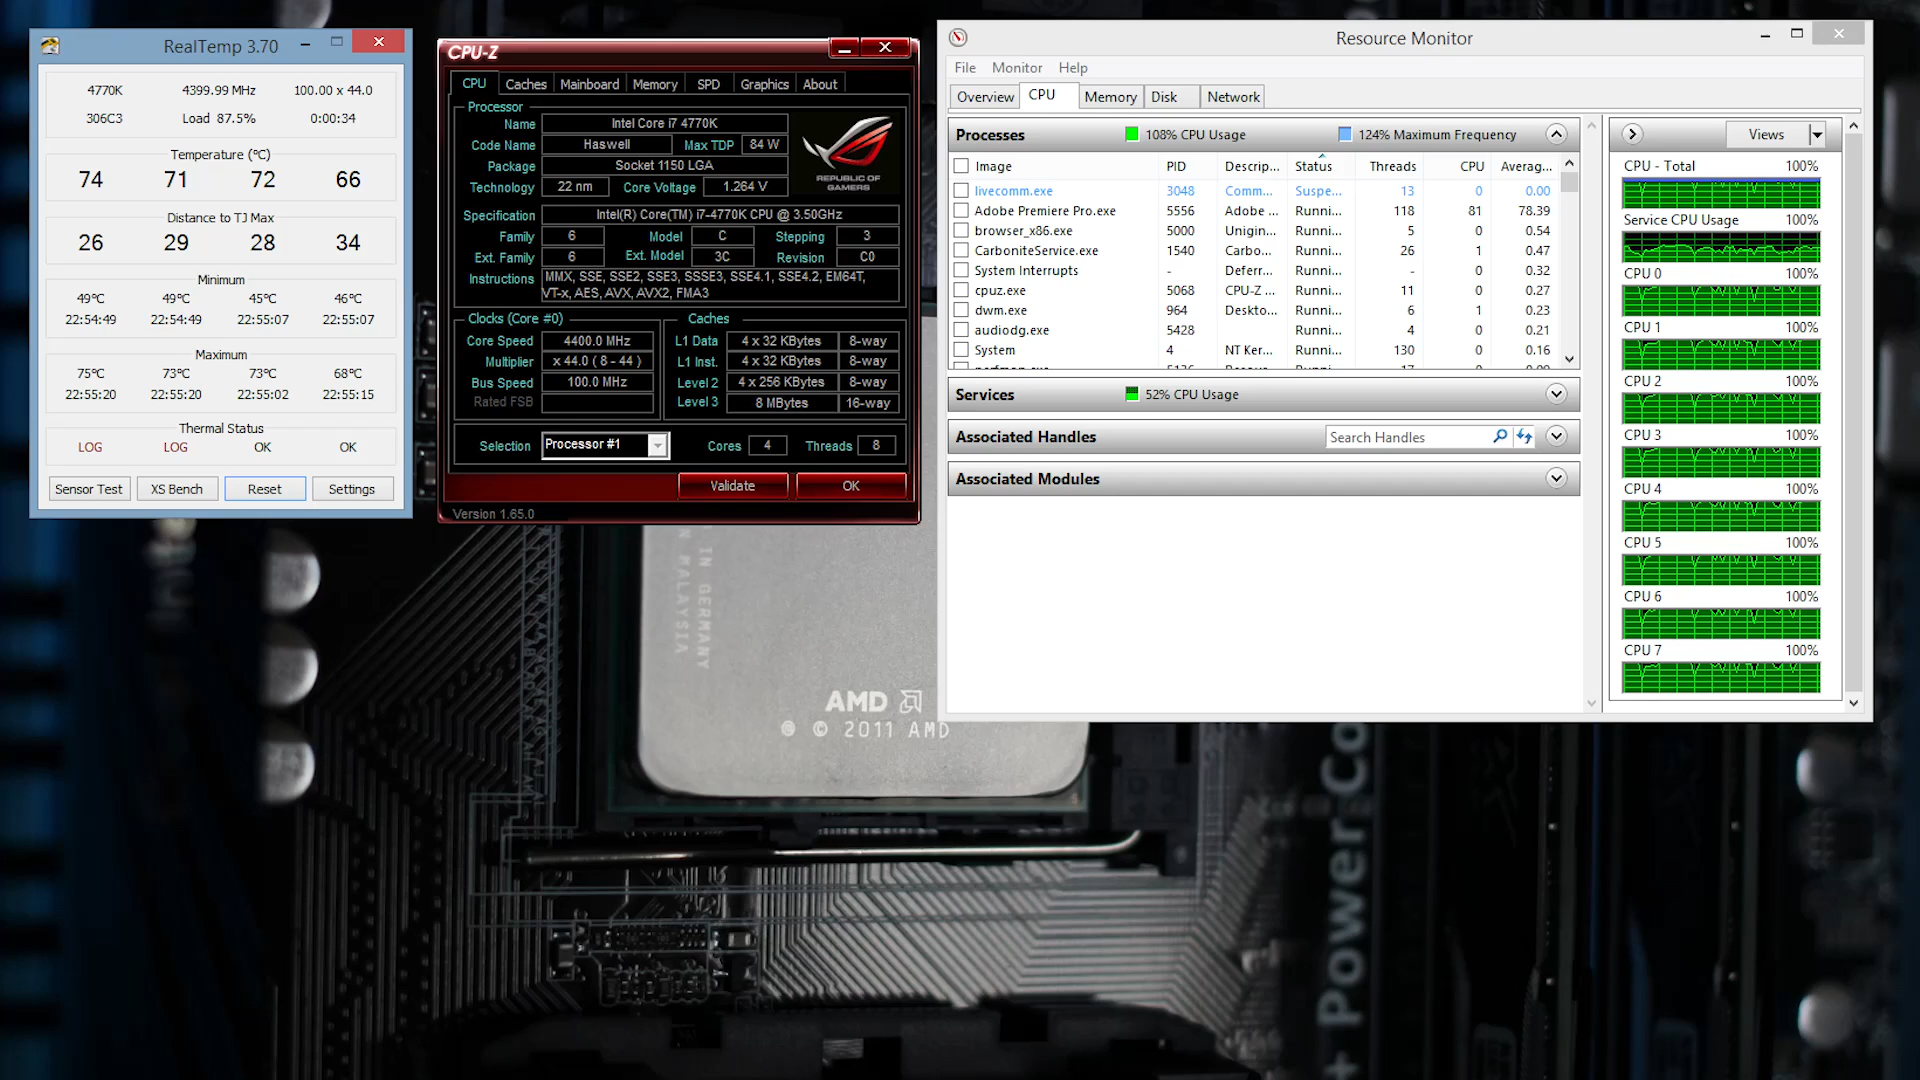 RealTemp 3.70
4770K 4399.99 MHz 100.00 x 44.0
306C3 Load 87.5% 0:00:34
Temperature (°C)
74 71 72 66
Distance to TJ Max
26 29 28 34
Minimum
49°C 49°C 45°C 46°C
22:54:49 22:54:49 22:55:07 22:55:07
Maximum
75°C 73°C 73°C 68°C
22:55:20 22:55:20 22:55:02 22:55:15
Thermal Status
LOG LOG OK OK
Sensor Test XS Bench Reset Settings
CPU-Z
CPU Caches Mainboard Memory SPD Graphics About
Processor
Name Intel Core i7 4770K
Code Name Haswell Max TDP 84 W
Package Socket 1150 LGA
Technology 22 nm Core Voltage 1.264 V
REPUBLIC OF
GAMERS
Specification Intel(R) Core(TM) i7-4770K CPU @ 3.50GHz
Family 6 Model C Stepping 3
Ext. Family 6 Ext. Model 3C Revision C0
Instructions MMX, SSE, SSE2, SSE3, SSSE3, SSE4.1, SSE4.2, EM64T,
VT-x, AES, AVX, AVX2, FMA3
Clocks (Core #0) Caches
Core Speed 4400.0 MHz L1 Data 4 x 32 KBytes 8-way
Multiplier x 44.0 ( 8 - 44 ) L1 Inst. 4 x 32 KBytes 8-way
Bus Speed 100.0 MHz Level 2 4 x 256 KBytes 8-way
Rated FSB Level 3 8 MBytes 16-way
Selection Processor #1 Cores 4 Threads 8
Validate OK
Version 1.65.0
Resource Monitor
File Monitor Help
Overview CPU Memory Disk Network
Processes 108% CPU Usage 124% Maximum Frequency
Image PID Descrip... Status Threads CPU Averag...
livecomm.exe 3048 Comm... Suspe... 13 0 0.00
Adobe Premiere Pro.exe 5556 Adobe ... Runni... 118 81 78.39
browser_x86.exe 5000 Unigin... Runni... 5 0 0.54
CarboniteService.exe 1540 Carbo... Runni... 26 1 0.47
System Interrupts - Deferr... Runni... - 0 0.32
cpuz.exe 5068 CPU-Z ... Runni... 11 0 0.27
dwm.exe 964 Deskto... Runni... 6 1 0.23
audiodg.exe 5428 Runni... 4 0 0.21
System 4 NT Ker... Runni... 130 0 0.16
Services 52% CPU Usage
Associated Handles Search Handles
Associated Modules
Views
CPU - Total 100%
Service CPU Usage 100%
CPU 0 100%
CPU 1 100%
CPU 2 100%
CPU 3 100%
CPU 4 100%
CPU 5 100%
CPU 6 100%
CPU 7 100%
IN GERMANY
N MALAYSIA
AMD
© 2011 AMD
+ Power Co